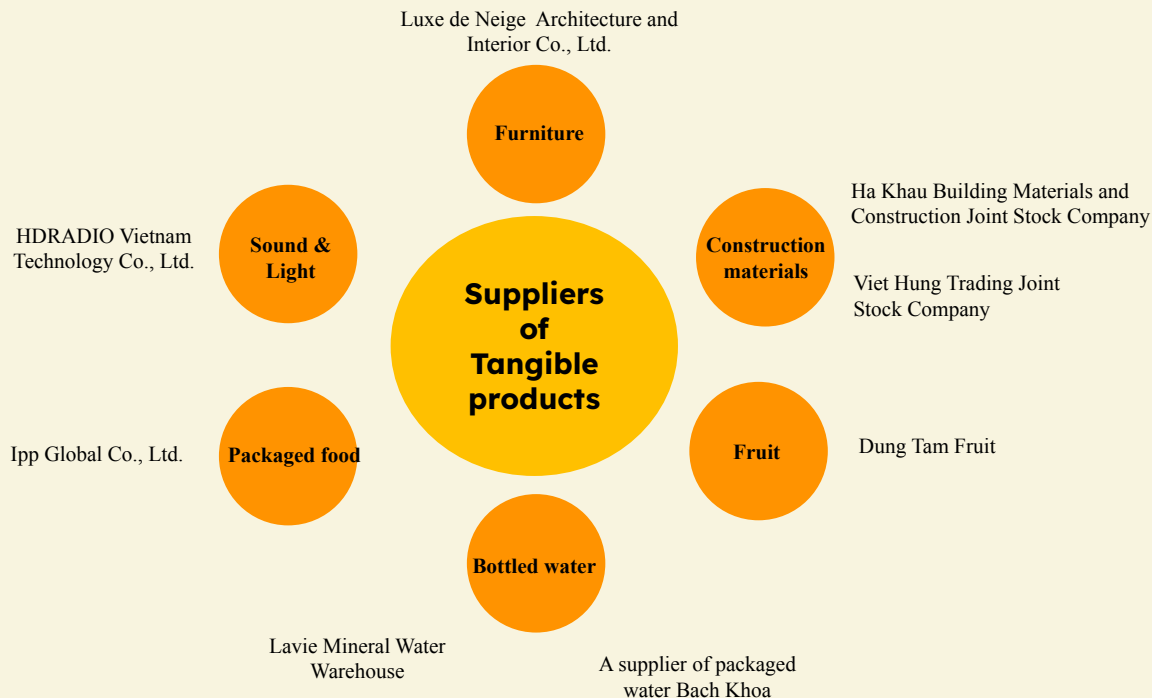 Luxe de Neige Architecture and
Interior Co., Ltd.
Furniture
Ha Khau Building Materials and
Construction Joint Stock Company
Construction
materials
Viet Hung Trading Joint
Stock Company
HDRADIO Vietnam
Technology Co., Ltd.
Sound &
Light
Suppliers
of
Tangible
products
Ipp Global Co., Ltd.
Packaged food
Fruit
Dung Tam Fruit
Bottled water
Lavie Mineral Water
Warehouse
A supplier of packaged
water Bach Khoa